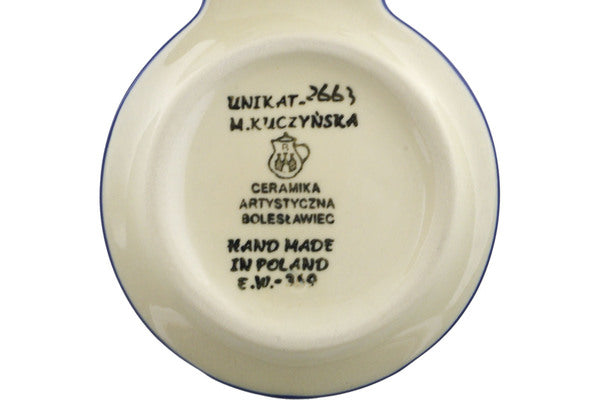 UNIKAT-2663
M.KUCZYŃSKA
CERAMIKA
ARTYSTYCZNA
BOLESŁAWIEC
HAND MADE
IN POLAND